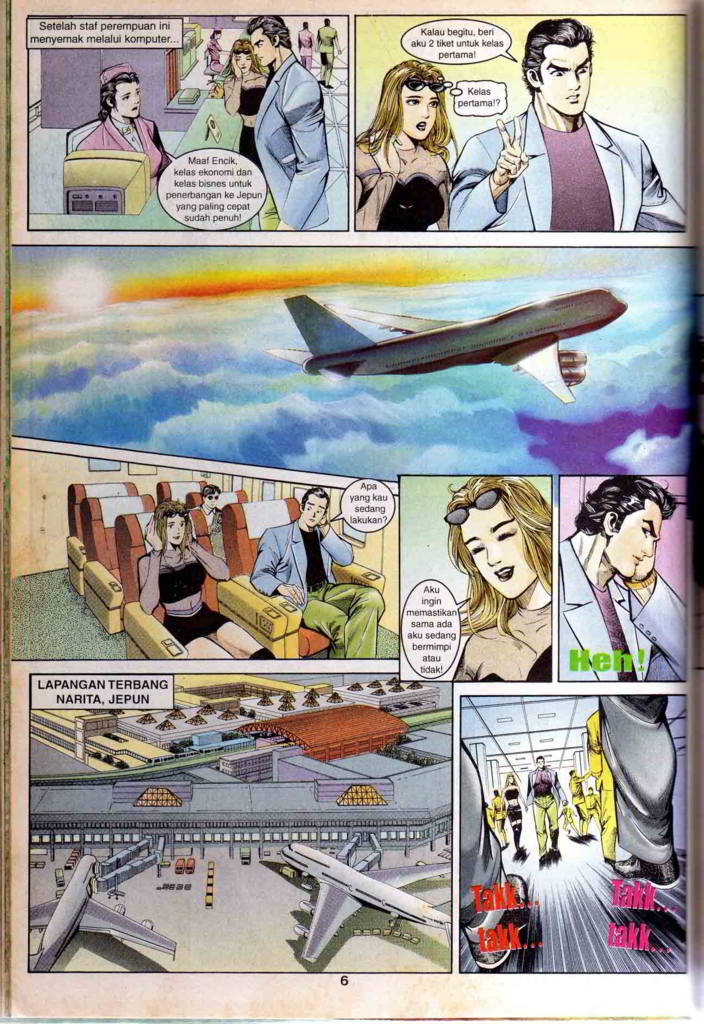 Setelah staf perempuan ini
menyemak melalui komputer...
Maaf Encik,
kelas ekonomi dan
kelas bisnes untuk
penerbangan ke Jepun
yang paling cepat
sudah penuh!
Kalau begitu, beri
aku 2 tiket untuk kelas
pertama!
Kelas
pertama!?
Apa
yang kau
sedang
lakukan?
Aku
ingin
memastikan
sama ada
aku sedang
bermimpi
atau
tidak!
Heh!
LAPANGAN TERBANG
NARITA, JEPUN
Takk...
takk...
Takk...
takk...
6